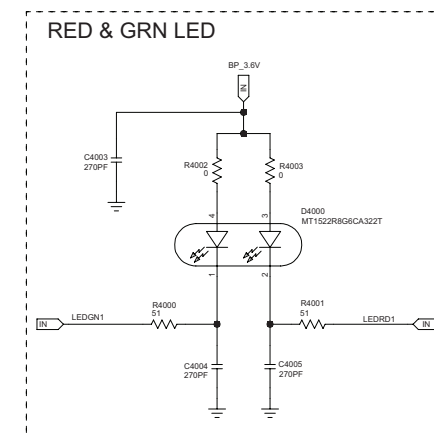 RED & GRN LED
BP_3.6V
IN
C4003
270PF
R4002
0
R4003
0
D4000
MT1522R8G6CA322T
4
3
1
2
R4000
51
R4001
51
IN
LEDGN1
LEDRD1
IN
C4004
270PF
C4005
270PF